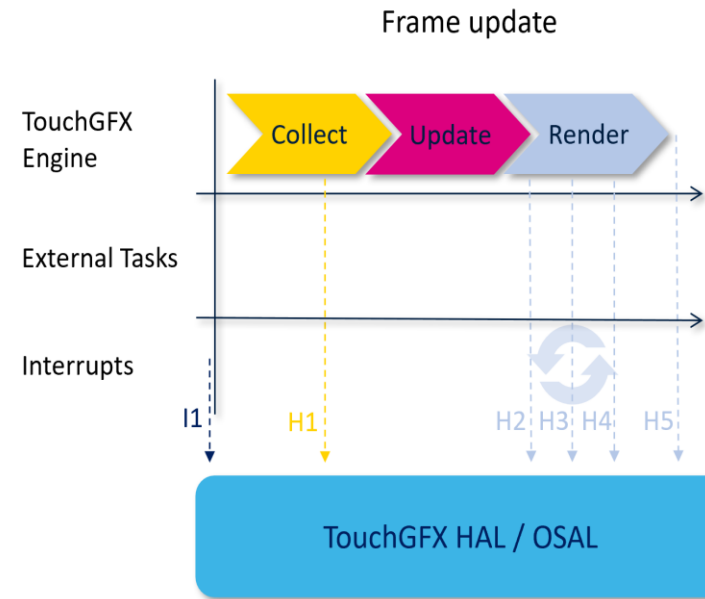 Frame update
TouchGFX
Engine
Collect
Update
Render
External Tasks
Interrupts
I1
H1
H2
H3
H4
H5
TouchGFX HAL / OSAL